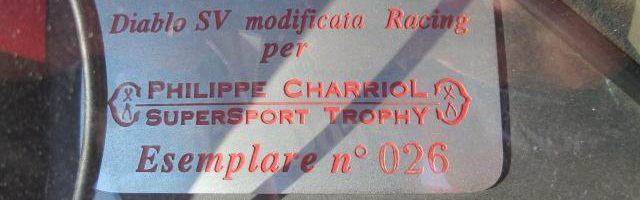 Diablo SV modificata Racing
per
PHILIPPE CHARRIOL
SUPERSPORT TROPHY
Esemplare n° 026